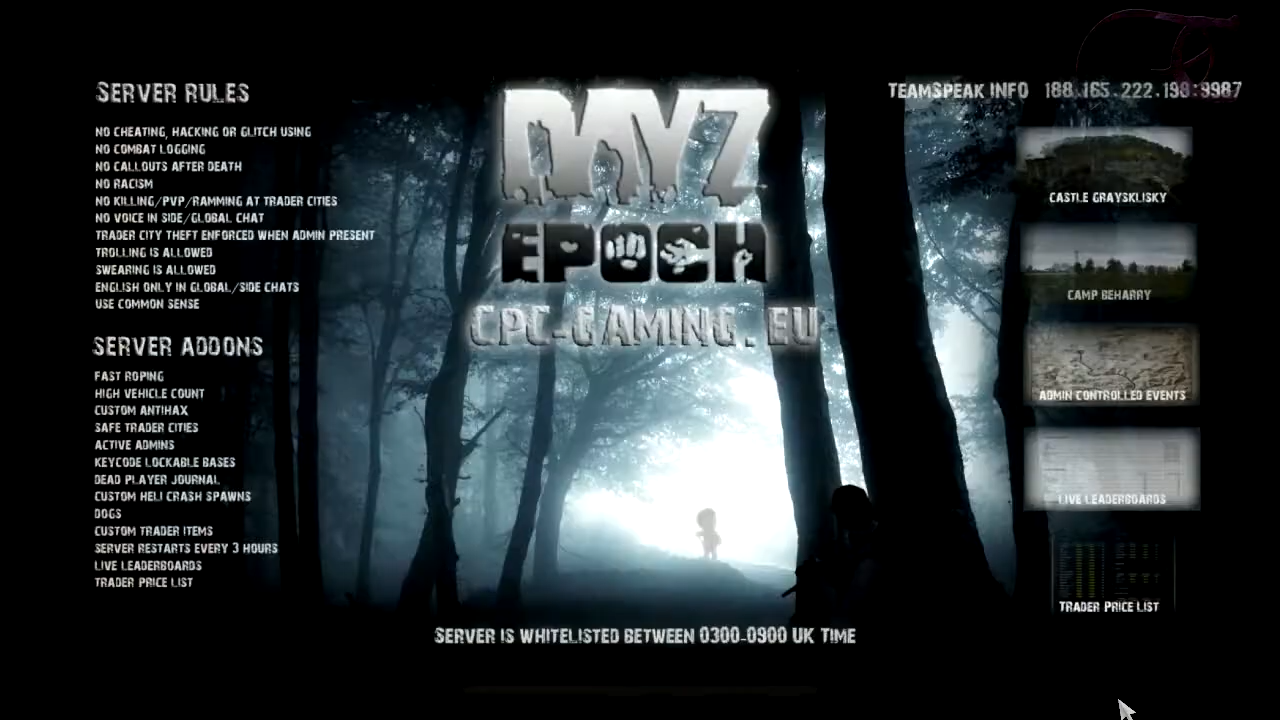 SERVER RULES
NO CHEATING, HACKING OR GLITCH USING
NO COMBAT LOGGING
NO CALLOUTS AFTER DEATH
NO RACISM
NO KILLING/PVP/RAMMING AT TRADER CITIES
NO VOICE IN SIDE/GLOBAL CHAT
TRADER CITY THEFT ENFORCED WHEN ADMIN PRESENT
TROLLING IS ALLOWED
SWEARING IS ALLOWED
ENGLISH ONLY IN GLOBAL/SIDE CHATS
USE COMMON SENSE
SERVER ADDONS
FAST ROPING
HIGH VEHICLE COUNT
CUSTOM ANTIHAX
SAFE TRADER CITIES
ACTIVE ADMINS
KEYCODE LOCKABLE BASES
DEAD PLAYER JOURNAL
CUSTOM HELI CRASH SPAWNS
DOGS
CUSTOM TRADER ITEMS
SERVER RESTARTS EVERY 3 HOURS
LIVE LEADERBOARDS
TRADER PRICE LIST
DAYZ
EPOCH
CPC-GAMING.EU
TEAMSPEAK INFO 188.165.222.198:9987
CASTLE GRAYSKLISKY
CAMP BEHARRY
ADMIN CONTROLLED EVENTS
LIVE LEADERBOARDS
TRADER PRICE LIST
SERVER IS WHITELISTED BETWEEN 0300-0900 UK TIME